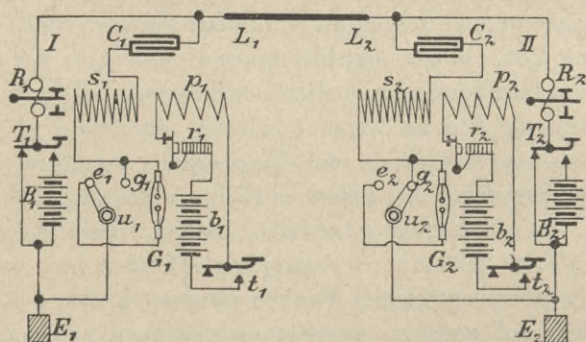 I C₁ L₁ L₂ C₂ II
R₁ s₁ p₁ s₂ p₂ R₂
T₁ r₁ r₂ T₂
B₁ e₁ g₁ e₂ g₂
u₁ b₁ u₂ b₂ B₂
G₁ G₂
t₁ t₂
E₁ E₂